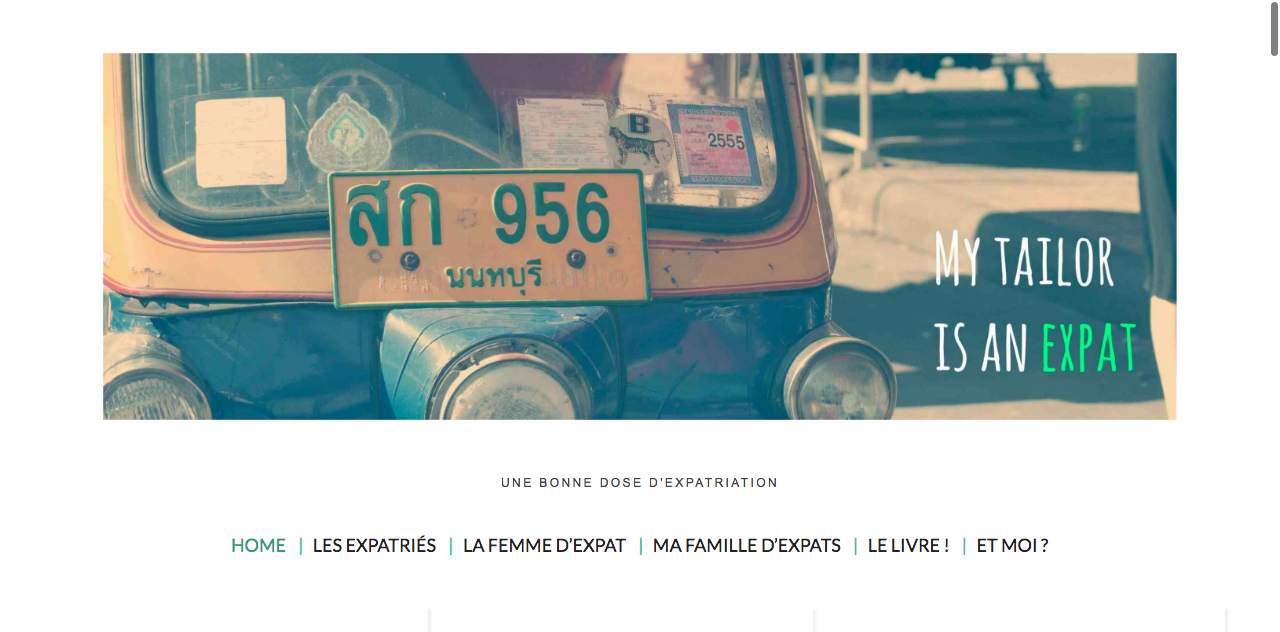 B
2555
สก 956
นนทบุรี
MY TAILOR
IS AN EXPAT
UNE BONNE DOSE D'EXPATRIATION
HOME | LES EXPATRIÉS | LA FEMME D'EXPAT | MA FAMILLE D'EXPATS | LE LIVRE ! | ET MOI ?